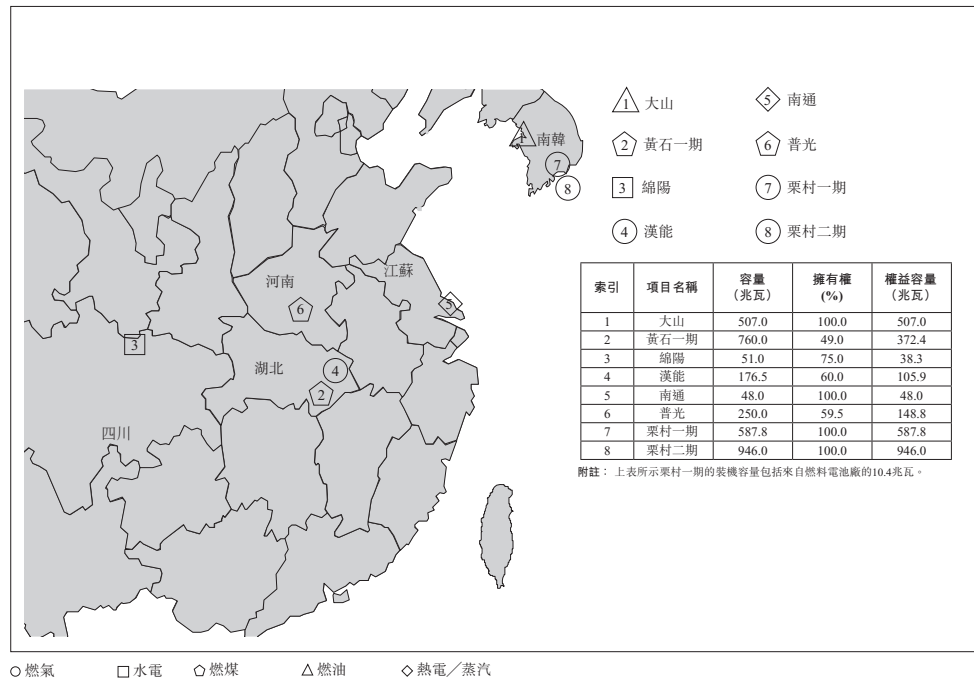 南韓
河南
江蘇
湖北
四川
1
7
8
6
5
3
4
2
1 大山
5 南通
2 黃石一期
6 普光
3 綿陽
7 栗村一期
4 漢能
8 栗村二期
索引 項目名稱 容量（兆瓦） 擁有權(%) 權益容量（兆瓦）
1 大山 507.0 100.0 507.0
2 黃石一期 760.0 49.0 372.4
3 綿陽 51.0 75.0 38.3
4 漢能 176.5 60.0 105.9
5 南通 48.0 100.0 48.0
6 普光 250.0 59.5 148.8
7 栗村一期 587.8 100.0 587.8
8 栗村二期 946.0 100.0 946.0
附註： 上表所示栗村一期的裝機容量包括來自燃料電池廠的10.4兆瓦。
燃氣 水電 燃煤 燃油 熱電／蒸汽